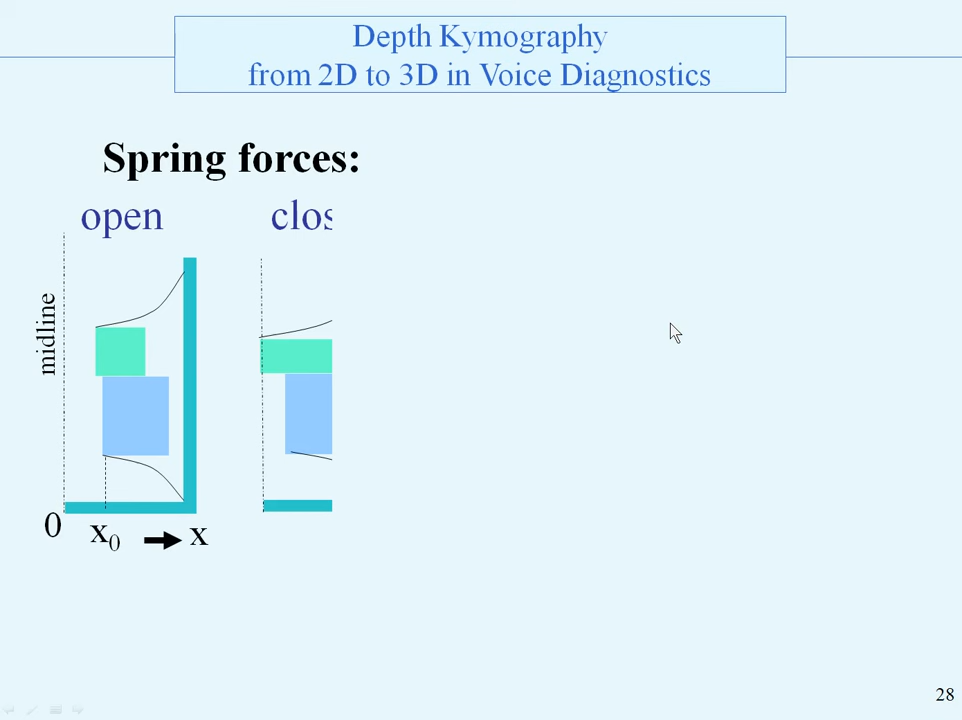 Depth Kymography
from 2D to 3D in Voice Diagnostics
Spring forces:
open clos
midline
0 x₀ x
28